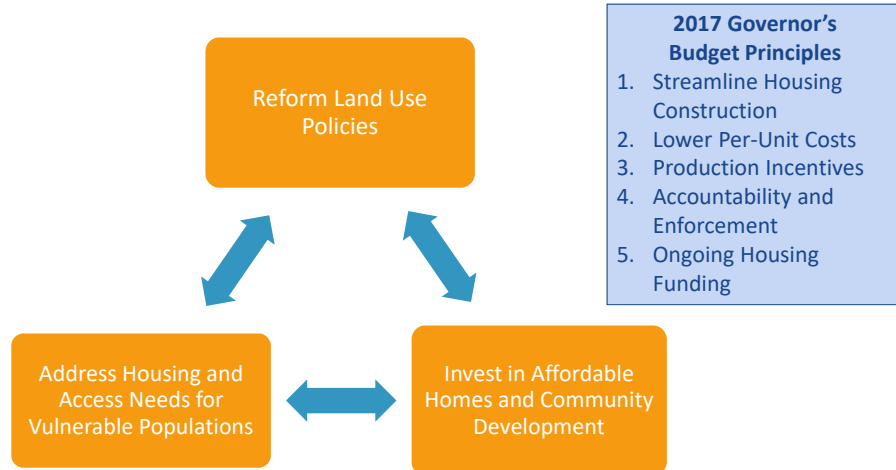 Reform Land Use
Policies
2017 Governor's
Budget Principles
1. Streamline Housing
Construction
2. Lower Per-Unit Costs
3. Production Incentives
4. Accountability and
Enforcement
5. Ongoing Housing
Funding
Address Housing and
Access Needs for
Vulnerable Populations
Invest in Affordable
Homes and Community
Development